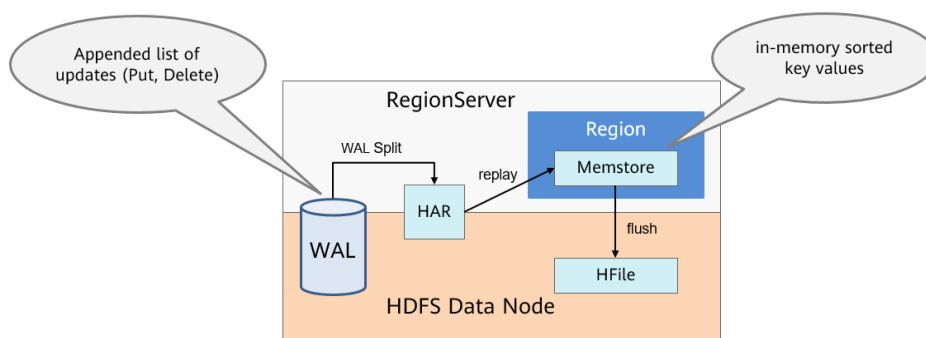 Appended list of
updates (Put, Delete)
in-memory sorted
key values
RegionServer
Region
WAL Split
Memstore
replay
HAR
WAL
flush
HFile
HDFS Data Node